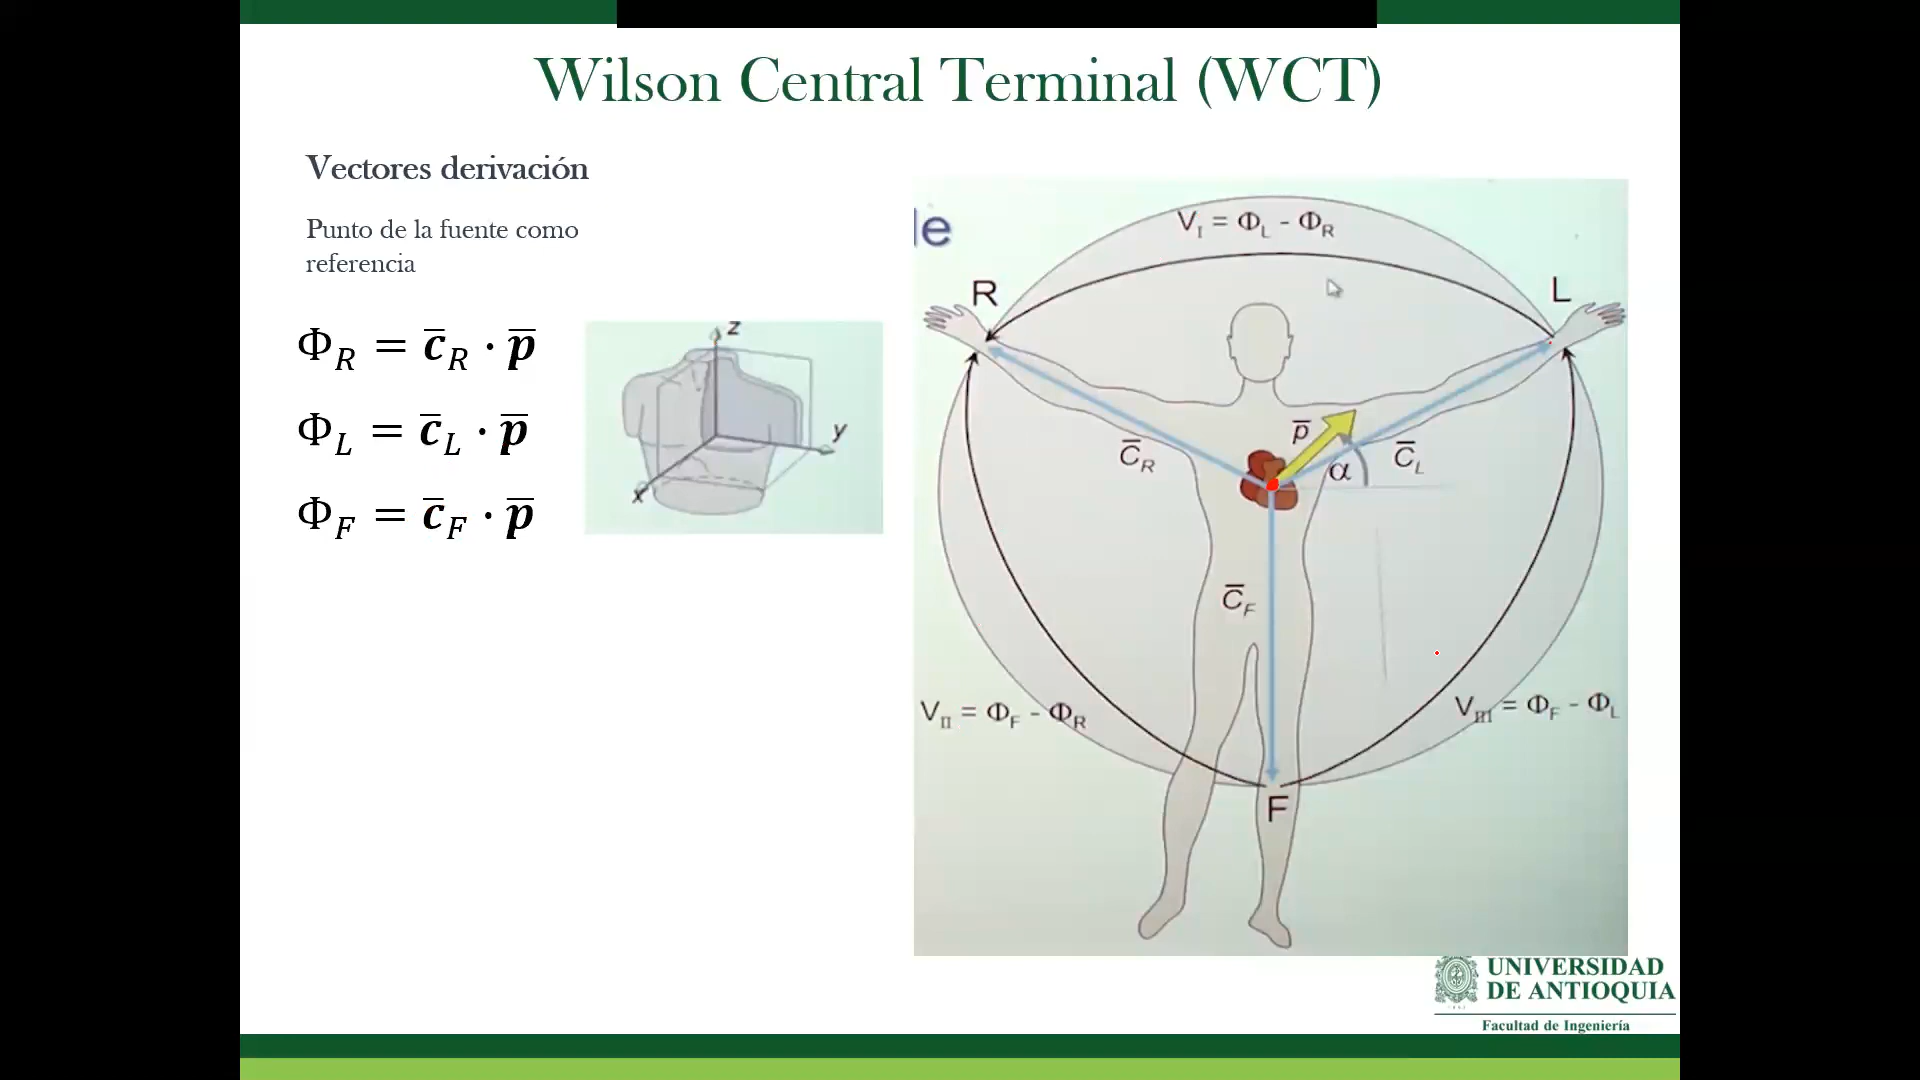 Wilson Central Terminal (WCT)
Vectores derivación
Punto de la fuente como
referencia
Φ_R = c̅_R · p̅
Φ_L = c̅_L · p̅
Φ_F = c̅_F · p̅
z
y
x
le
V_I = Φ_L - Φ_R
R
L
p̅
C̅_R
α
C̅_L
C̅_F
V_II = Φ_F - Φ_R
V_III = Φ_F - Φ_L
F
UNIVERSIDAD
DE ANTIOQUIA
Facultad de Ingeniería